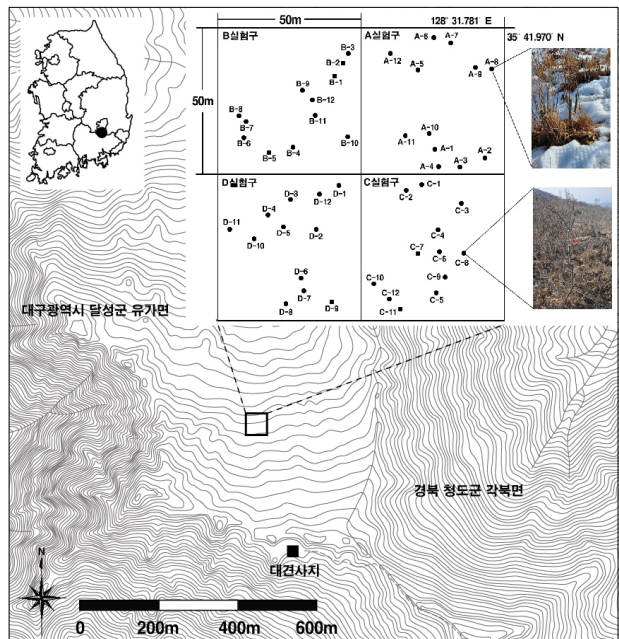 50m
128° 31.781' E
35° 41.970' N
50m
B실험구
B-3
B-2
B-1
B-9
B-12
B-8
B-7
B-11
B-6
B-5
B-4
B-10
A실험구
A-6
A-7
A-12
A-5
A-8
A-9
A-10
A-11
A-1
A-2
A-4
A-3
D실험구
D-3
D-1
D-12
D-4
D-11
D-5
D-2
D-10
D-6
D-7
D-8
D-9
C실험구
C-1
C-2
C-3
C-4
C-7
C-6
C-8
C-9
C-10
C-12
C-5
C-11
대구광역시 달성군 유가면
경북 청도군 각북면
대견사지
N
0 200m 400m 600m